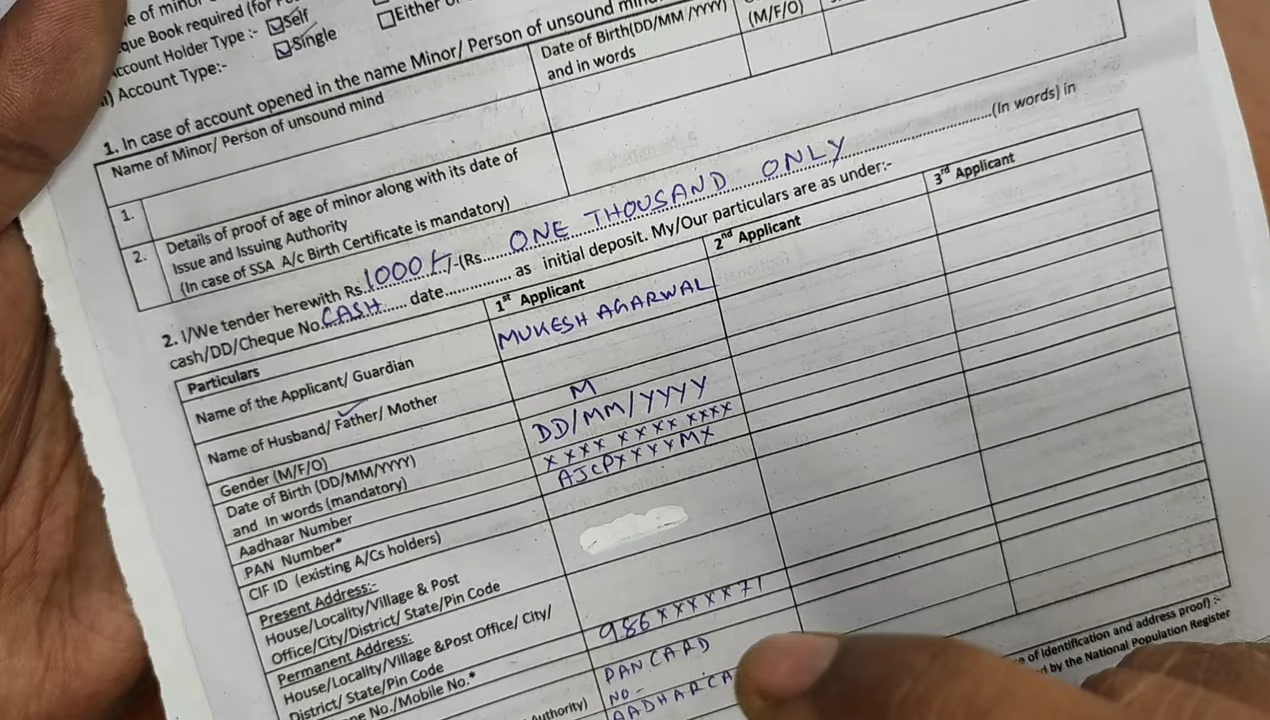 e of minor
que Book required (for
ccount Holder Type :- Self
Account Type:- Single Either o
1. In case of account opened in the name Minor/ Person of unsound mind
Name of Minor/ Person of unsound mind Date of Birth(DD/MM /YYYY) and in words (M/F/O)
1.
2. Details of proof of age of minor along with its date of
Issue and Issuing Authority
(In case of SSA A/c Birth Certificate is mandatory)
2. I/We tender herewith Rs 1000/-/-(Rs. ONE THOUSAND ONLY (In words) in
cash/DD/Cheque No. CASH date as initial deposit. My/Our particulars are as under:-
Particulars 1st Applicant 2nd Applicant 3rd Applicant
Name of the Applicant/ Guardian MUKESH AGARWAL
Name of Husband/ Father/ Mother
Gender (M/F/O) M
Date of Birth (DD/MM/YYYY) DD/MM/YYYY
and In words (mandatory)
Aadhaar Number XXXX XXXX XXXX
PAN Number* AJCPXXXXMX
CIF ID (existing A/Cs holders)
Present Address:-
House/Locality/Village & Post
Office/City/District/ State/Pin Code
Permanent Address:
House/Locality/Village &Post Office/ City/
District/ State/Pin Code
ne No./Mobile No.* 986XXXXX71
PAN CARD
NO-
Authority) AADHARCA
e of Identification and address proof) :-
d by the National Population Register